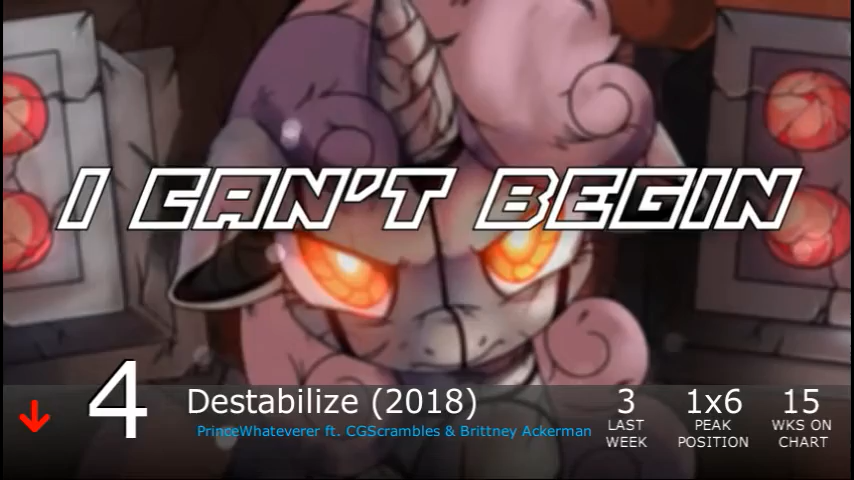 I CAN'T BEGIN
4
Destabilize (2018)
PrinceWhateverer ft. CGScrambles & Brittney Ackerman
3
LAST
WEEK
1x6
PEAK
POSITION
15
WKS ON
CHART